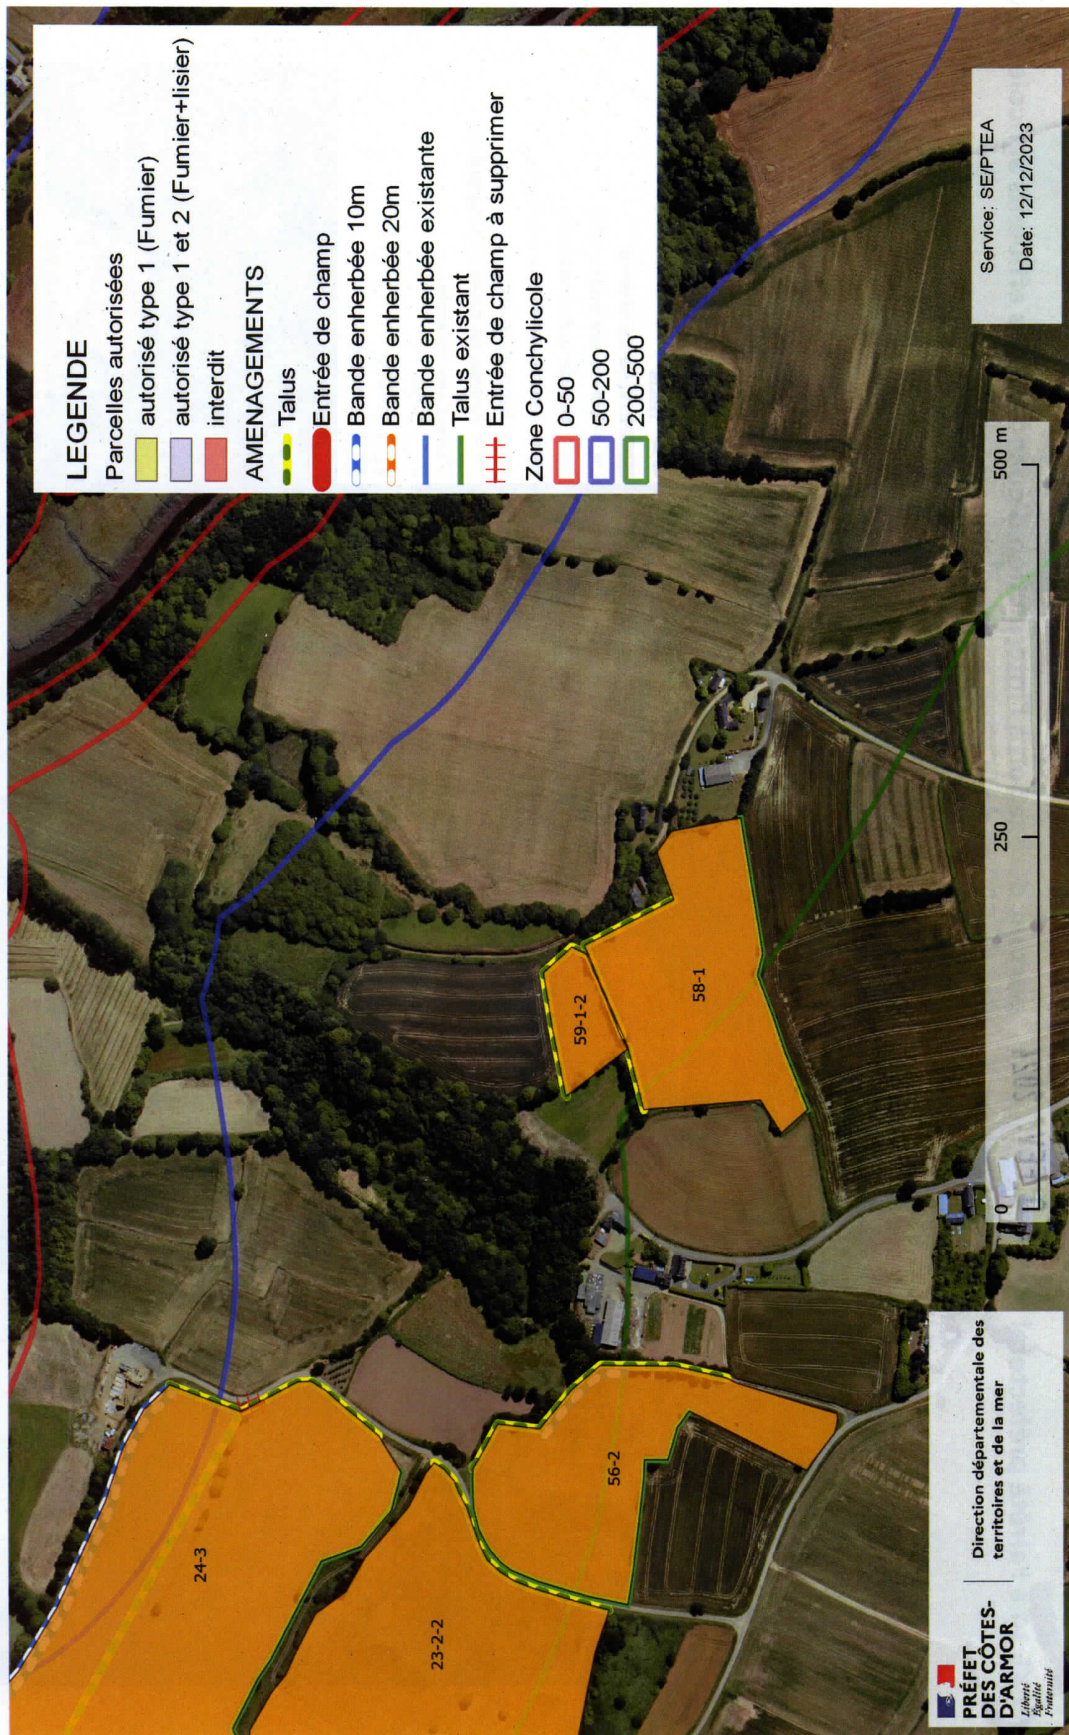 LEGENDE
Parcelles autorisées
autorisé type 1 (Fumier)
autorisé type 1 et 2 (Fumier+lisier)
interdit
AMENAGEMENTS
Talus
Entrée de champ
Bande enherbée 10m
Bande enherbée 20m
Bande enherbée existante
Talus existant
Entrée de champ à supprimer
Zone Conchylicole
0-50
50-200
200-500
24-3
23-2-2
56-2
59-1-2
58-1
Service: SE/PTEA
Date: 12/12/2023
0
250
500 m
PRÉFET
DES CÔTES-
D'ARMOR
Liberté
Égalité
Fraternité
Direction départementale des
territoires et de la mer